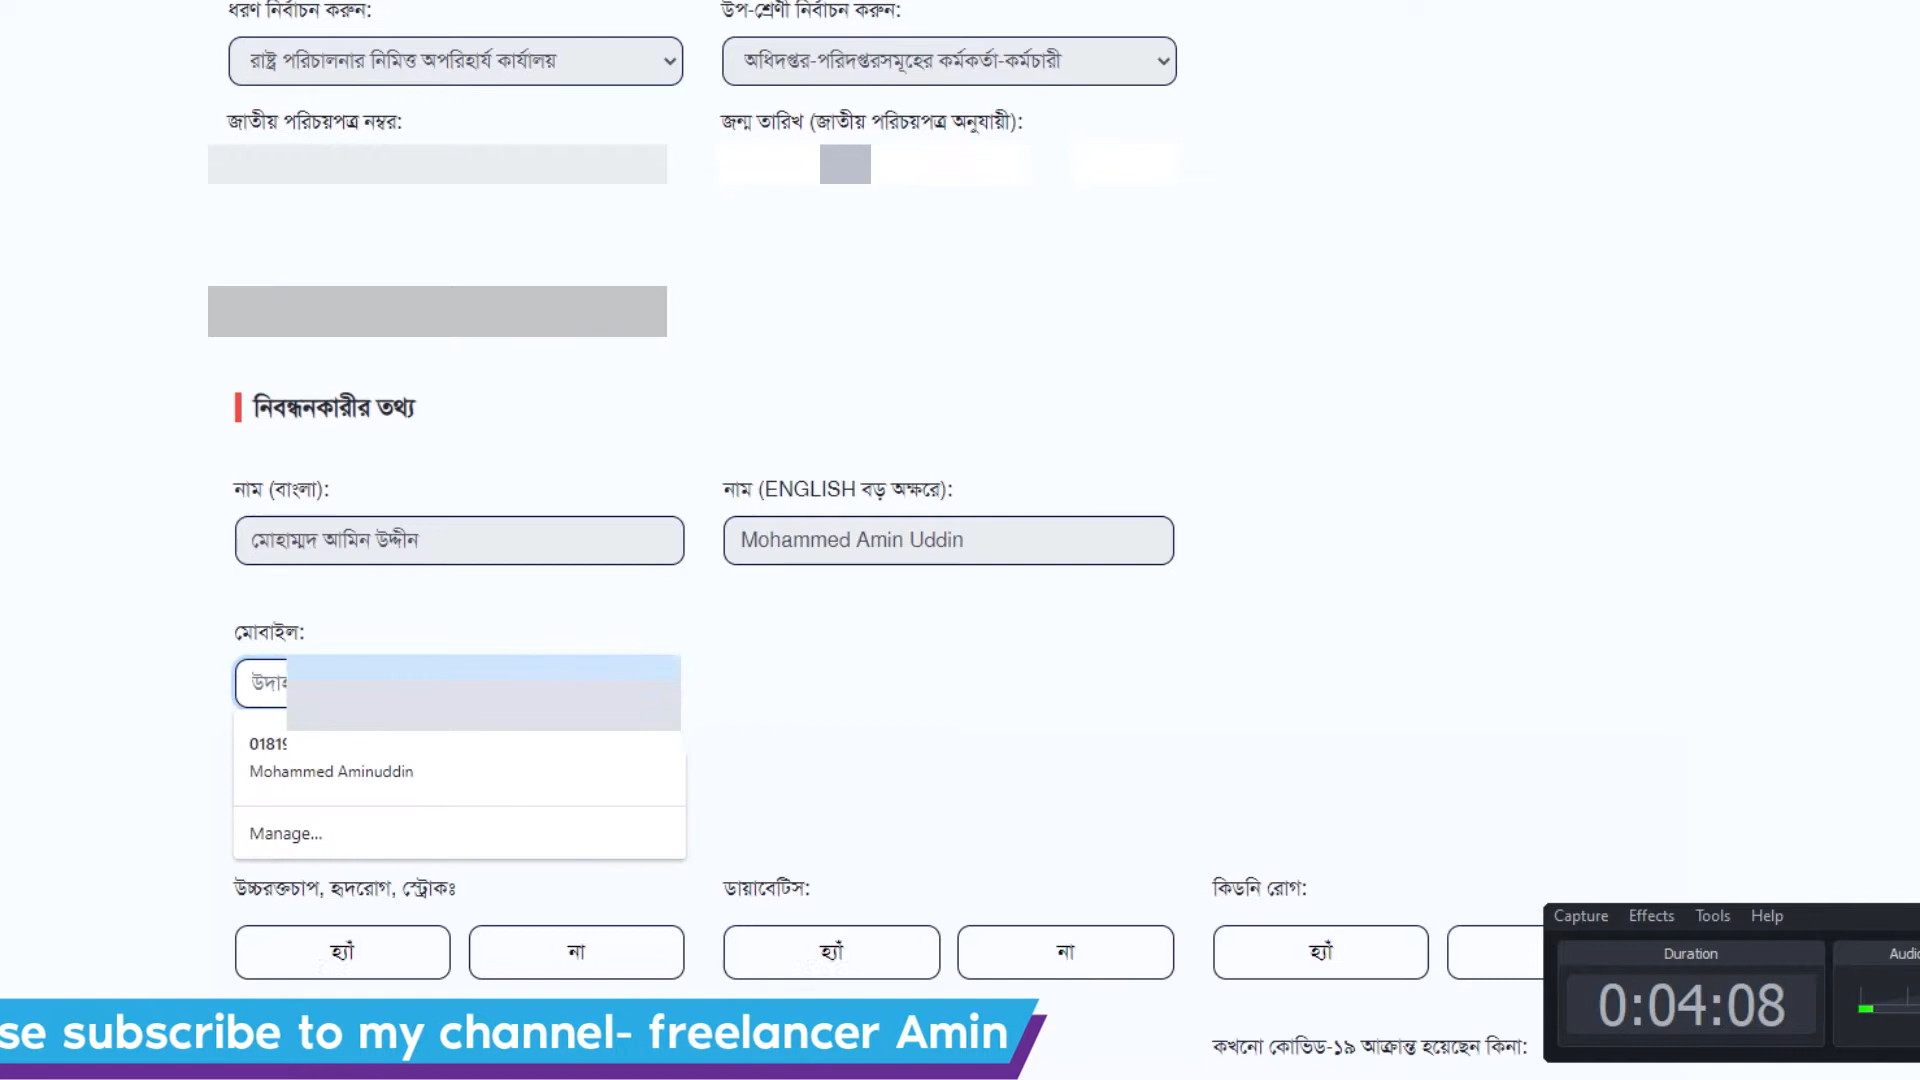 ধরণ নির্বাচন করুন:
উপ-শ্রেণী নির্বাচন করুন:
রাষ্ট্র পরিচালনার নিমিত্ত অপরিহার্য কার্যালয়
অধিদপ্তর-পরিদপ্তরসমূহের কর্মকর্তা-কর্মচারী
জাতীয় পরিচয়পত্র নম্বর:
জন্ম তারিখ (জাতীয় পরিচয়পত্র অনুযায়ী):
নিবন্ধনকারীর তথ্য
নাম (বাংলা):
নাম (ENGLISH বড় অক্ষরে):
মোহাম্মদ আমিন উদ্দীন
Mohammed Amin Uddin
মোবাইল:
01819
Mohammed Aminuddin
Manage...
উচ্চরক্তচাপ, হৃদরোগ, স্ট্রোকঃ
ডায়াবেটিস:
কিডনি রোগ:
হ্যাঁ
না
হ্যাঁ
না
হ্যাঁ
Capture Effects Tools Help
Duration
0:04:08
se subscribe to my channel- freelancer Amin
কখনো কোভিড-১৯ আক্রান্ত হয়েছেন কিনা: